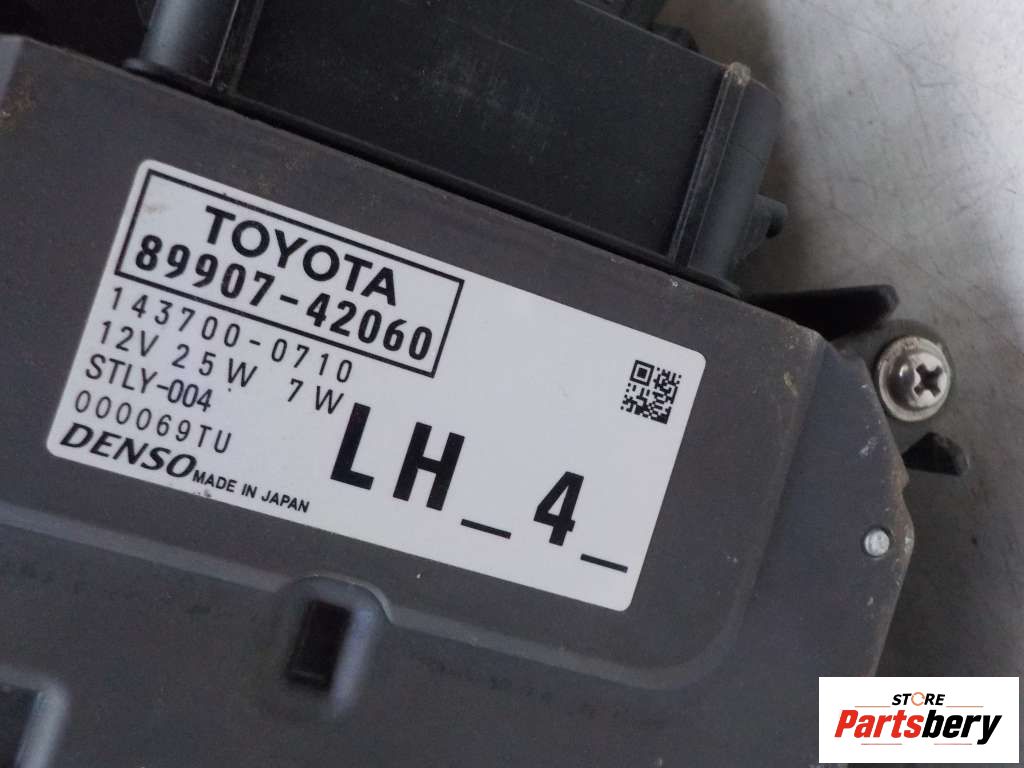 TOYOTA
89907-42060
143700-0710
12V 25W 7W
STLY-004
000069TU
DENSO MADE IN JAPAN
LH_4_
STORE
Partsbery